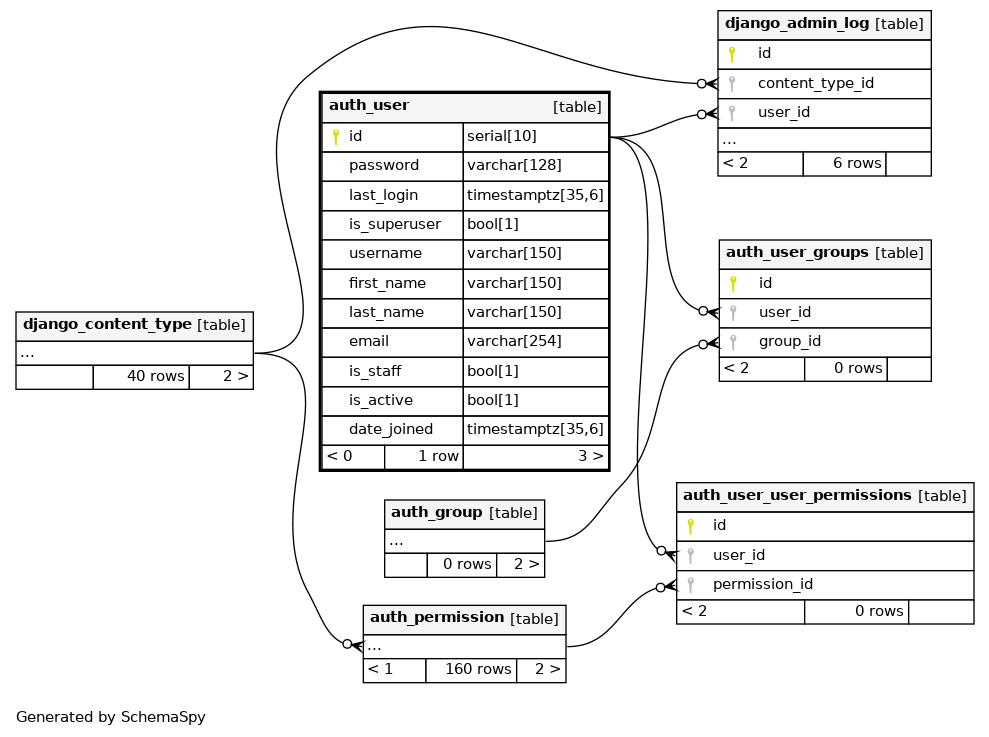 django_admin_log [table]
id
content_type_id
user_id
...
< 2 6 rows
auth_user [table]
id serial[10]
password varchar[128]
last_login timestamptz[35,6]
is_superuser bool[1]
username varchar[150]
first_name varchar[150]
last_name varchar[150]
email varchar[254]
is_staff bool[1]
is_active bool[1]
date_joined timestamptz[35,6]
< 0 1 row 3 >
auth_user_groups [table]
id
user_id
group_id
< 2 0 rows
django_content_type [table]
...
40 rows 2 >
auth_group [table]
...
0 rows 2 >
auth_user_user_permissions [table]
id
user_id
permission_id
< 2 0 rows
auth_permission [table]
...
< 1 160 rows 2 >
Generated by SchemaSpy